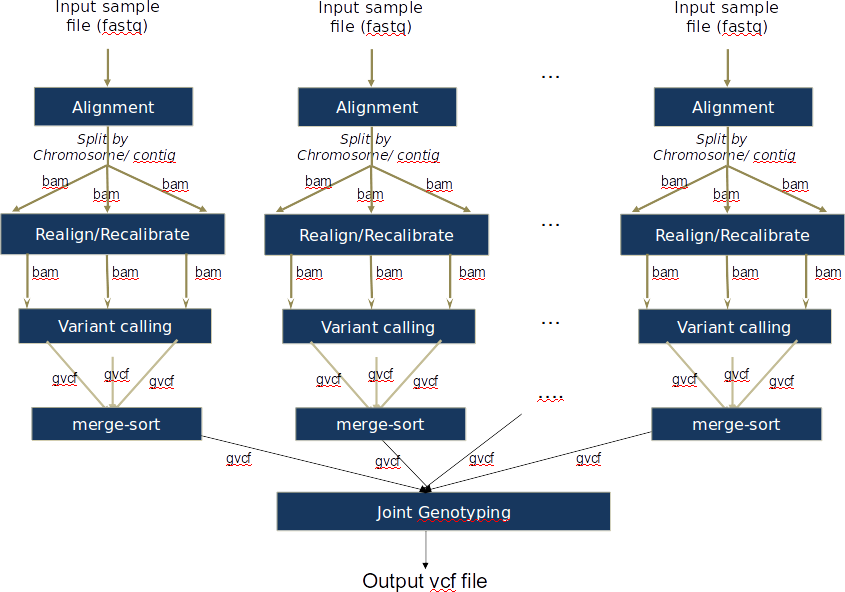 Input sample
file (fastq)
Input sample
file (fastq)
Input sample
file (fastq)
...
Alignment
Alignment
Alignment
Split by
Chromosome/ contig
Split by
Chromosome/ contig
Split by
Chromosome/ contig
bam
bam
bam
bam
bam
bam
bam
bam
bam
Realign/Recalibrate
Realign/Recalibrate
...
Realign/Recalibrate
bam
bam
bam
bam
bam
bam
bam
bam
bam
Variant calling
Variant calling
...
Variant calling
gvcf
gvcf
gvcf
gvcf
gvcf
gvcf
gvcf
gvcf
gvcf
....
merge-sort
merge-sort
merge-sort
gvcf
gvcf
gvcf
gvcf
Joint Genotyping
Output vcf file